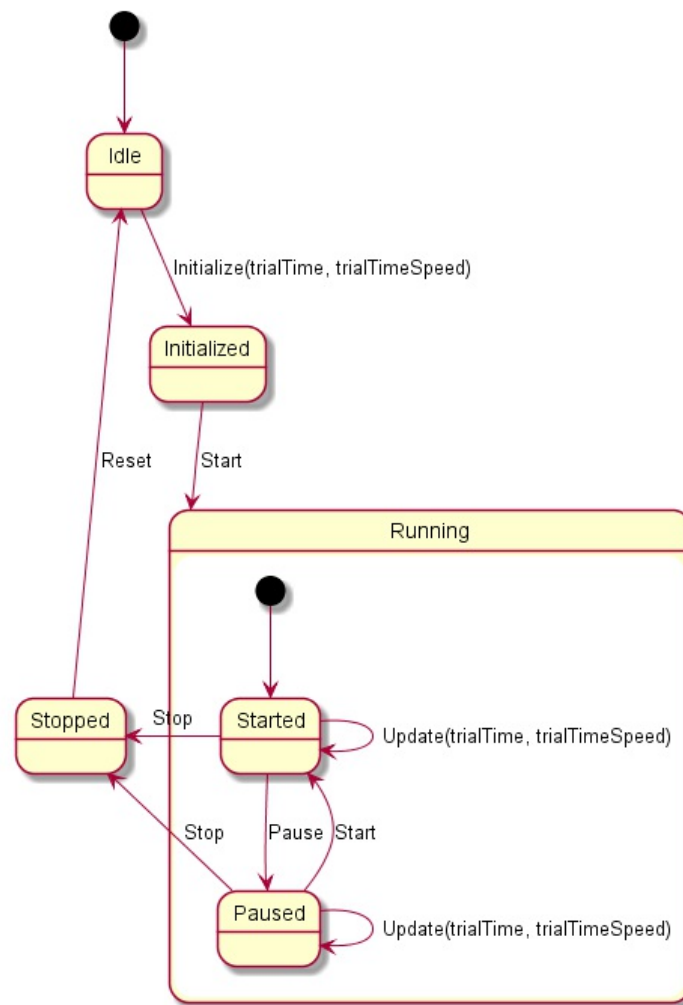 Idle
Initialize(trialTime, trialTimeSpeed)
Initialized
Reset
Start
Running
Stopped
Stop
Started
Update(trialTime, trialTimeSpeed)
Stop
Pause
Start
Paused
Update(trialTime, trialTimeSpeed)